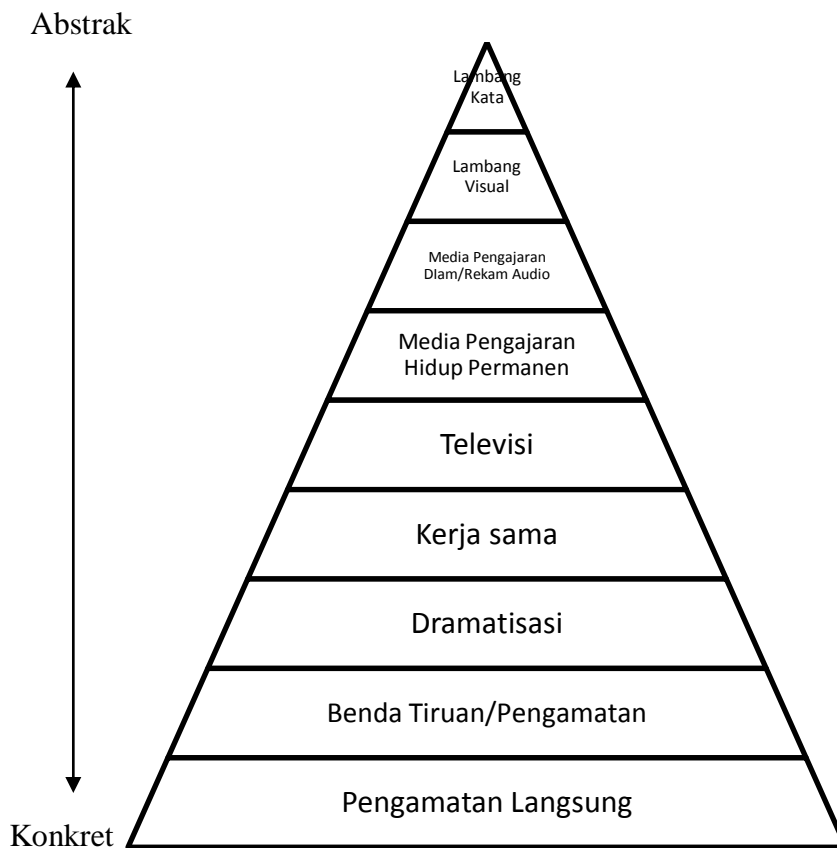 Abstrak
Lambang
Kata
Lambang
Visual
Media Pengajaran
DIam/Rekam Audio
Media Pengajaran
Hidup Permanen
Televisi
Kerja sama
Dramatisasi
Benda Tiruan/Pengamatan
Pengamatan Langsung
Konkret